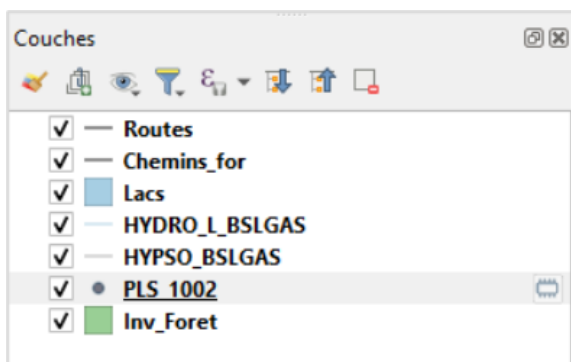 Couches
Routes
Chemins_for
Lacs
HYDRO_L_BSLGAS
HYPSO_BSLGAS
PLS_1002
Inv_Foret